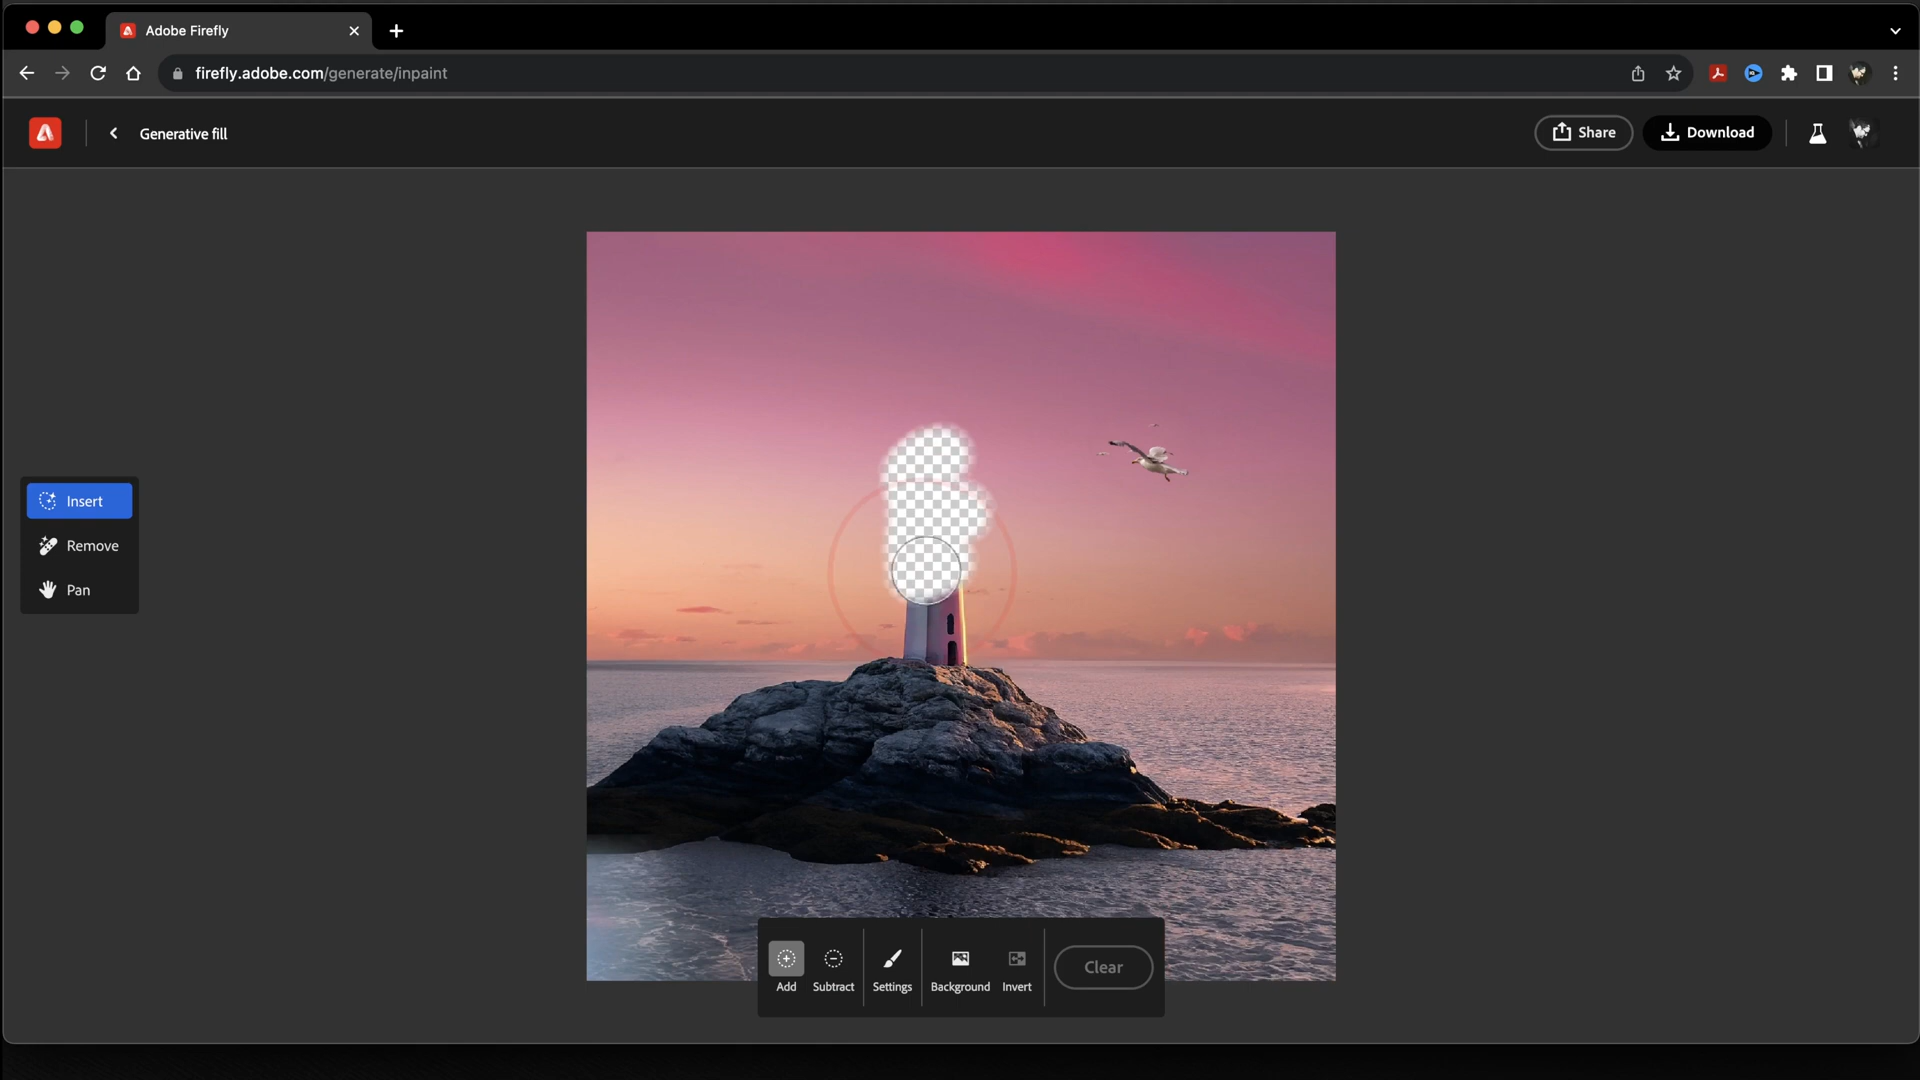 Adobe Firefly
firefly.adobe.com/generate/inpaint
Generative fill
Share
Download
Insert
Remove
Pan
Add
Subtract
Settings
Background
Invert
Clear